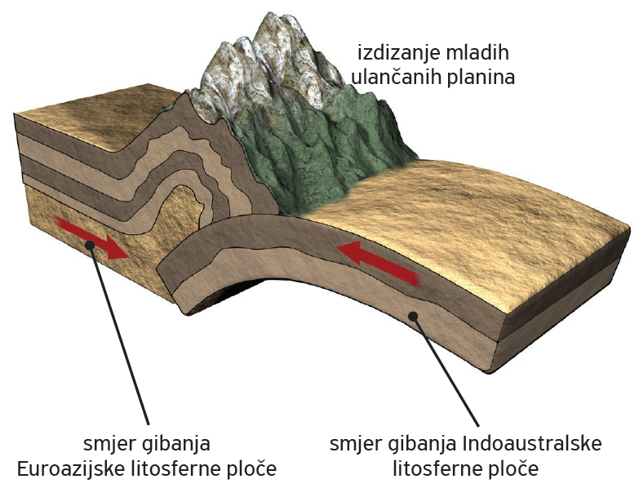 izdizanje mladih
ulančanih planina
smjer gibanja
Euroazijske litosferne ploče
smjer gibanja Indoaustralske
litosferne ploče